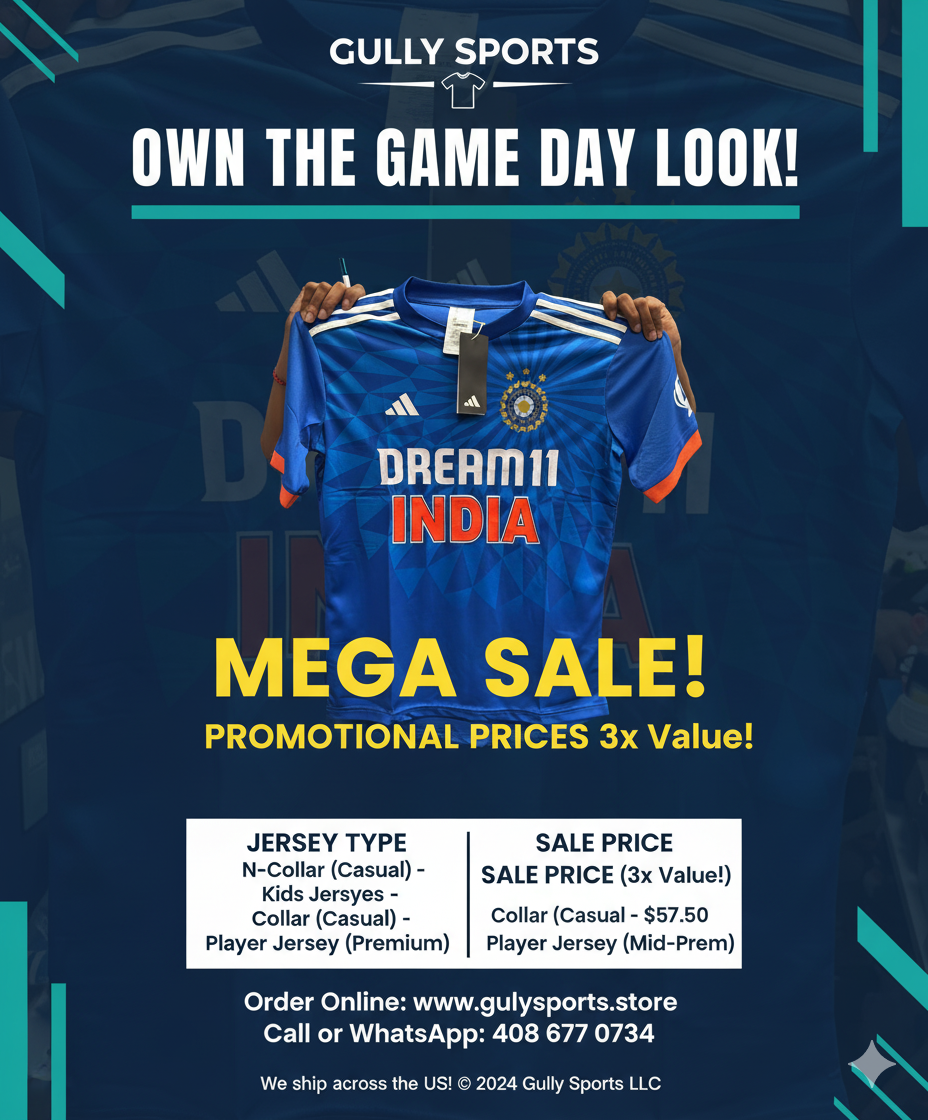 GULLY SPORTS
OWN THE GAME DAY LOOK!
DREAM11
INDIA
MEGA SALE!
PROMOTIONAL PRICES 3x Value!
JERSEY TYPE
N-Collar (Casual) -
Kids Jersyes -
Collar (Casual) -
Player Jersey (Premium)
SALE PRICE
SALE PRICE (3x Value!)
Collar (Casual - $57.50
Player Jersey (Mid-Prem)
Order Online: www.gulysports.store
Call or WhatsApp: 408 677 0734
We ship across the US! © 2024 Gully Sports LLC